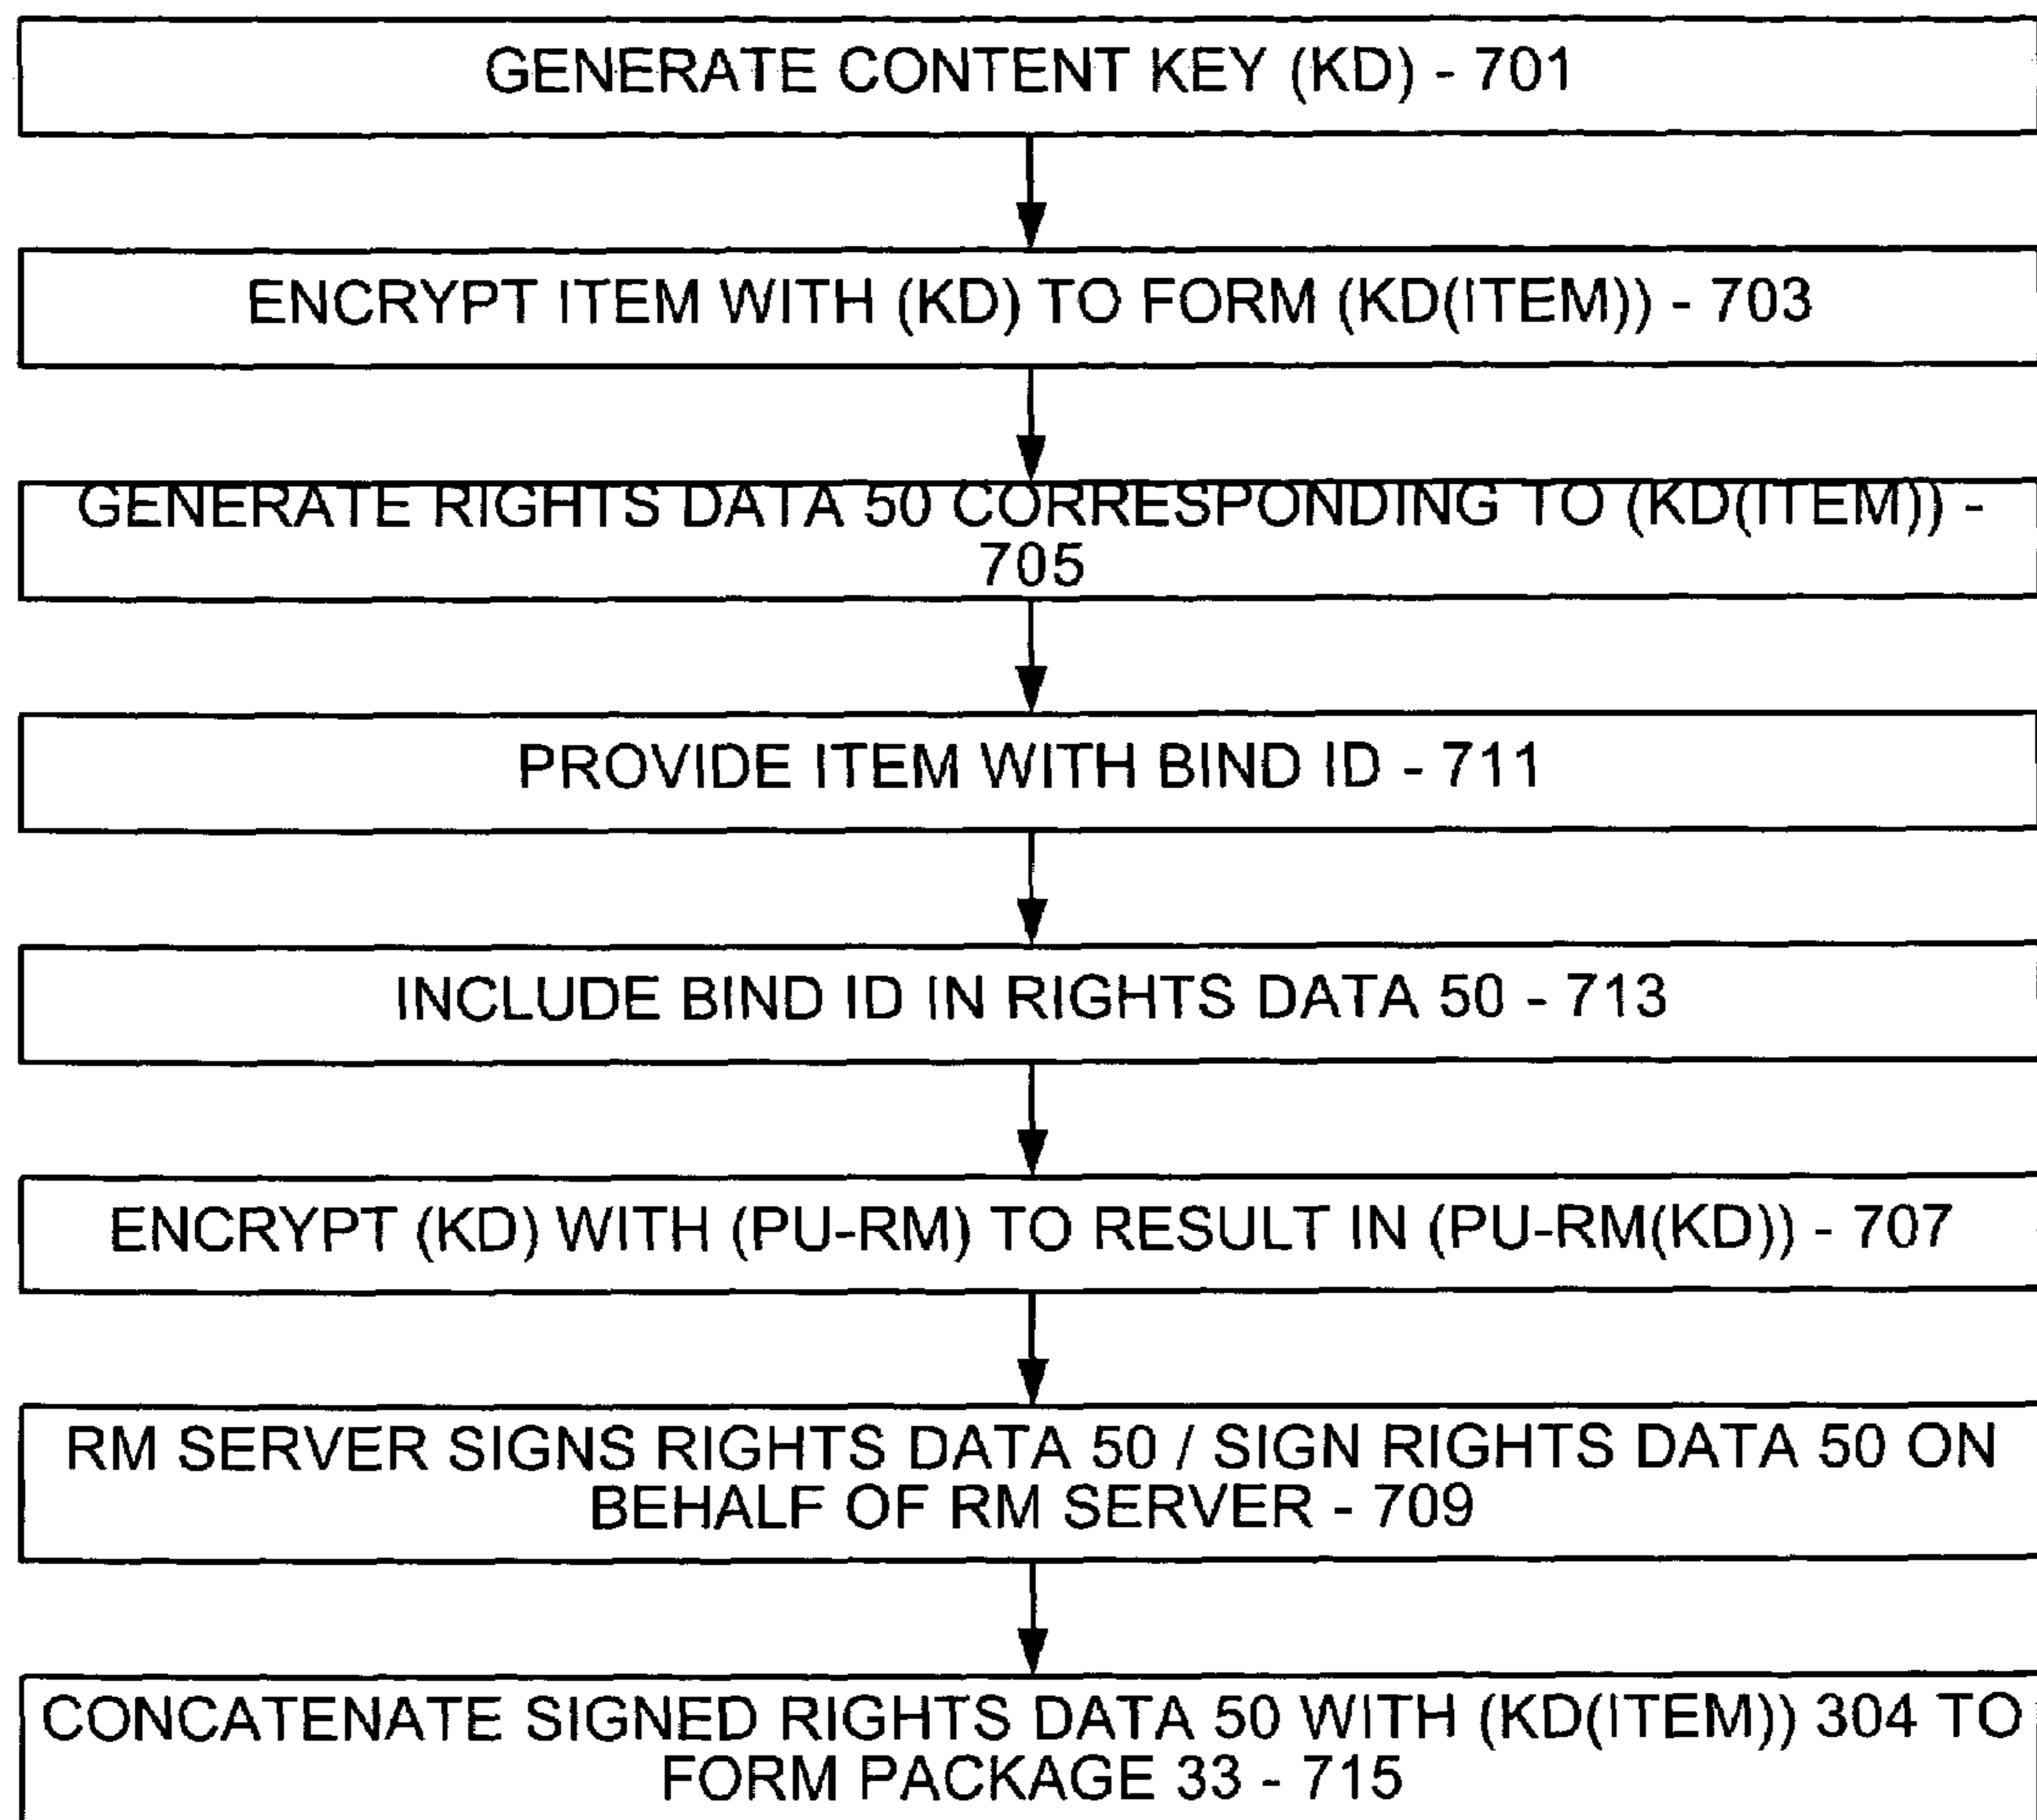 GENERATE CONTENT KEY (KD) - 701
ENCRYPT ITEM WITH (KD) TO FORM (KD(ITEM)) - 703
GENERATE RIGHTS DATA 50 CORRESPONDING TO (KD(ITEM)) -
705
PROVIDE ITEM WITH BIND ID - 711
INCLUDE BIND ID IN RIGHTS DATA 50 - 713
ENCRYPT (KD) WITH (PU-RM) TO RESULT IN (PU-RM(KD)) - 707
RM SERVER SIGNS RIGHTS DATA 50 / SIGN RIGHTS DATA 50 ON
BEHALF OF RM SERVER - 709
CONCATENATE SIGNED RIGHTS DATA 50 WITH (KD(ITEM)) 304 TO
FORM PACKAGE 33 - 715